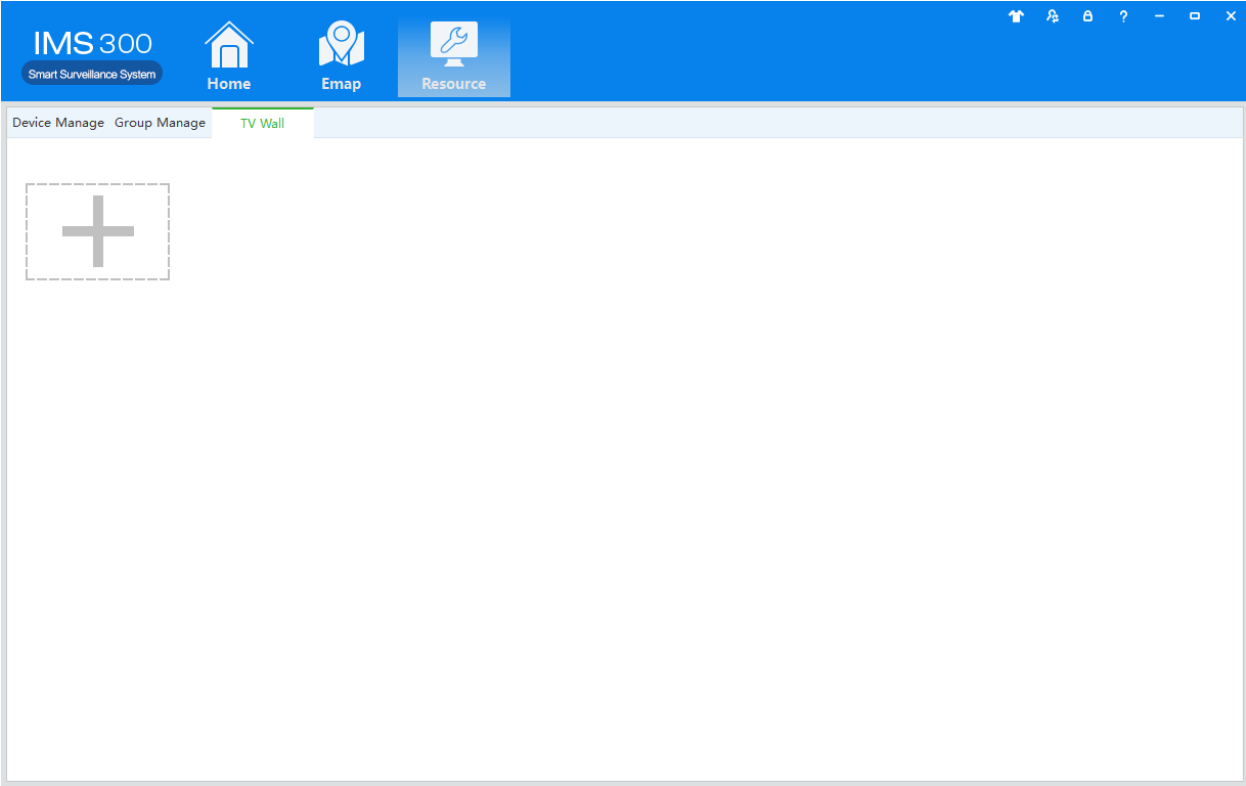 IMS 300
Smart Surveillance System
Home
Emap
Resource
Device Manage Group Manage TV Wall